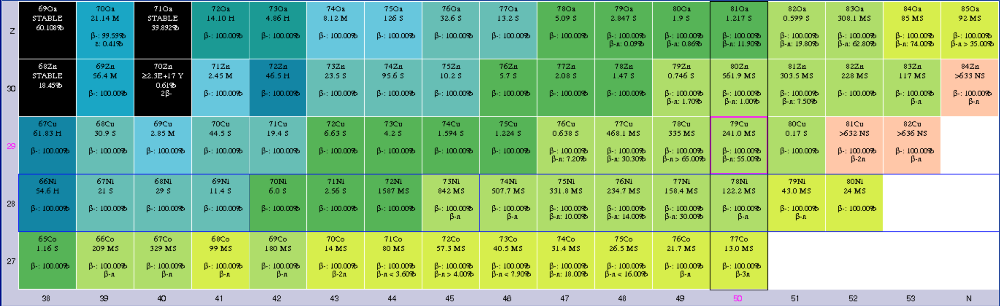 69Ga 70Ga 71Ga 72Ga 73Ga 74Ga 75Ga 76Ga 77Ga 78Ga 79Ga 80Ga 81Ga 82Ga 83Ga 84Ga 85Ga
STABLE 21.14 M STABLE 14.10 H 4.86 H 8.12 M 126 S 32.6 S 13.2 S 5.09 S 2.847 S 1.9 S 1.217 S 0.599 S 308.1 MS 85 MS 92 MS
60.108% 39.892%
Z β-: 99.59% β-: 100.00% β-: 100.00% β-: 100.00% β-: 100.00% β-: 100.00% β-: 100.00% β-: 100.00% β-: 100.00% β-: 100.00% β-: 100.00% β-: 100.00% β-: 100.00% β-: 100.00% β-: 100.00%
ε: 0.41% β-n: 0.09% β-n: 0.86% β-n: 11.90% β-n: 19.80% β-n: 62.80% β-n: 74.00% β-n > 35.00%
68Zn 69Zn 70Zn 71Zn 72Zn 73Zn 74Zn 75Zn 76Zn 77Zn 78Zn 79Zn 80Zn 81Zn 82Zn 83Zn 84Zn
STABLE 56.4 M ≥2.3E+17 Y 2.45 M 46.5 H 23.5 S 95.6 S 10.2 S 5.7 S 2.08 S 1.47 S 0.746 S 561.9 MS 303.5 MS 228 MS 117 MS >633 NS
18.45% 0.61%
30 β-: 100.00% 2β- β-: 100.00% β-: 100.00% β-: 100.00% β-: 100.00% β-: 100.00% β-: 100.00% β-: 100.00% β-: 100.00% β-: 100.00% β-: 100.00% β-: 100.00% β-: 100.00% β-: 100.00% β-: 100.00%
β-n: 1.70% β-n: 1.00% β-n: 7.50% β-n β-n
67Cu 68Cu 69Cu 70Cu 71Cu 72Cu 73Cu 74Cu 75Cu 76Cu 77Cu 78Cu 79Cu 80Cu 81Cu 82Cu
61.83 H 30.9 S 2.85 M 44.5 S 19.4 S 6.63 S 4.2 S 1.594 S 1.224 S 0.638 S 468.1 MS 335 MS 241.0 MS 0.17 S >632 NS >636 NS
29 β-: 100.00% β-: 100.00% β-: 100.00% β-: 100.00% β-: 100.00% β-: 100.00% β-: 100.00% β-: 100.00% β-: 100.00% β-: 100.00% β-: 100.00% β-: 100.00% β-: 100.00% β-: 100.00% β-: 100.00% β-: 100.00%
β-n: 7.20% β-n: 30.30% β-n > 65.00% β-n: 55.00% β-2n β-n
66Ni 67Ni 68Ni 69Ni 70Ni 71Ni 72Ni 73Ni 74Ni 75Ni 76Ni 77Ni 78Ni 79Ni 80Ni
54.6 H 21 S 29 S 11.4 S 6.0 S 2.56 S 1587 MS 842 MS 507.7 MS 331.8 MS 234.7 MS 158.4 MS 122.2 MS 43.0 MS 24 MS
28 β-: 100.00% β-: 100.00% β-: 100.00% β-: 100.00% β-: 100.00% β-: 100.00% β-: 100.00% β-: 100.00% β-: 100.00% β-: 100.00% β-: 100.00% β-: 100.00% β-: 100.00% β-: 100.00% β-: 100.00%
β-n β-n β-n: 10.00% β-n: 14.00% β-n: 30.00% β-n β-n
65Co 66Co 67Co 68Co 69Co 70Co 71Co 72Co 73Co 74Co 75Co 76Co 77Co
1.16 S 209 MS 329 MS 99 MS 180 MS 14 MS 80 MS 57.3 MS 40.5 MS 31.4 MS 26.5 MS 21.7 MS 13.0 MS
27 β-: 100.00% β-: 100.00% β-: 100.00% β-: 100.00% β-: 100.00% β-: 100.00% β-: 100.00% β-: 100.00% β-: 100.00% β-: 100.00% β-: 100.00% β-: 100.00% β-: 100.00%
β-n β-n β-n β-n β-2n β-n < 3.60% β-n > 4.00% β-n < 7.90% β-n: 18.00% β-n < 16.00% β-n β-3n
38 39 40 41 42 43 44 45 46 47 48 49 50 51 52 53 N